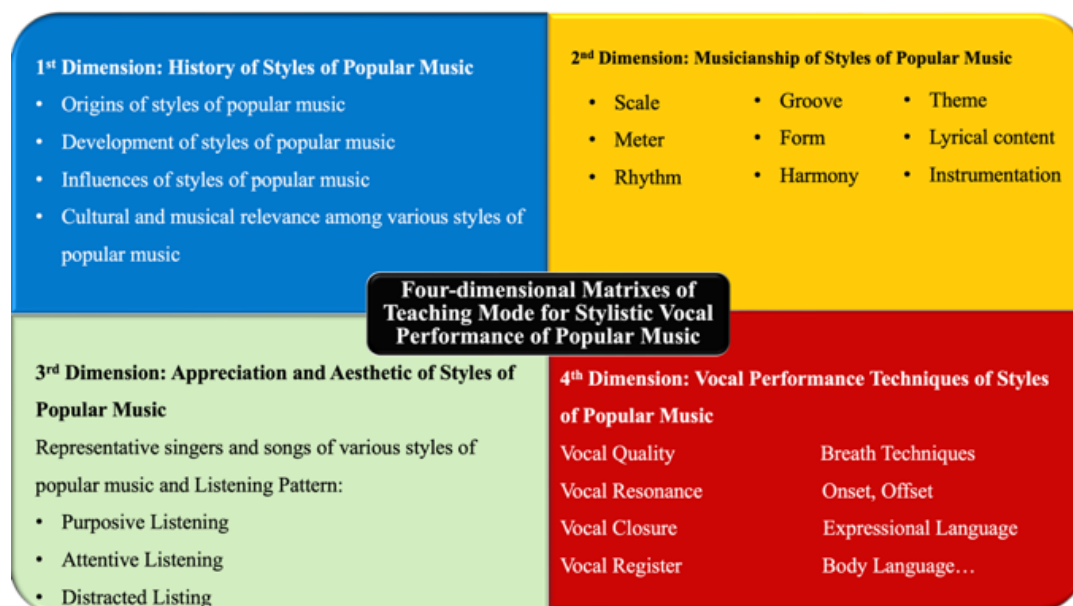 1st Dimension: History of Styles of Popular Music
• Origins of styles of popular music
• Development of styles of popular music
• Influences of styles of popular music
• Cultural and musical relevance among various styles of
popular music
2nd Dimension: Musicianship of Styles of Popular Music
• Scale
• Meter
• Rhythm
• Groove
• Form
• Harmony
• Theme
• Lyrical content
• Instrumentation
Four-dimensional Matrixes of
Teaching Mode for Stylistic Vocal
Performance of Popular Music
3rd Dimension: Appreciation and Aesthetic of Styles of
Popular Music
Representative singers and songs of various styles of
popular music and Listening Pattern:
• Purposive Listening
• Attentive Listening
• Distracted Listing
4th Dimension: Vocal Performance Techniques of Styles
of Popular Music
Vocal Quality
Vocal Resonance
Vocal Closure
Vocal Register
Breath Techniques
Onset, Offset
Expressional Language
Body Language…